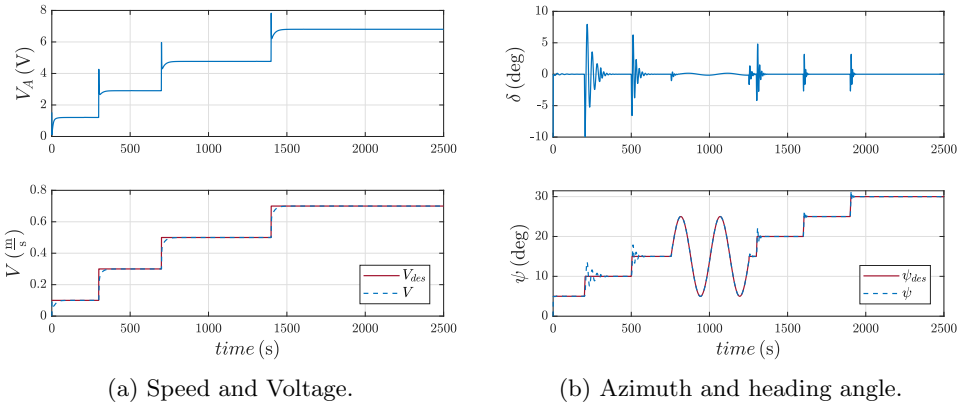 8
6
4
2
0
V_A (V)
0 500 1000 1500 2000 2500
0.8
0.6
0.4
0.2
0
V (m/s)
V_des
V
0 500 1000 1500 2000 2500
time (s)
(a) Speed and Voltage.
10
5
0
-5
-10
δ (deg)
0 500 1000 1500 2000 2500
30
20
10
0
ψ (deg)
ψ_des
ψ
0 500 1000 1500 2000 2500
time (s)
(b) Azimuth and heading angle.